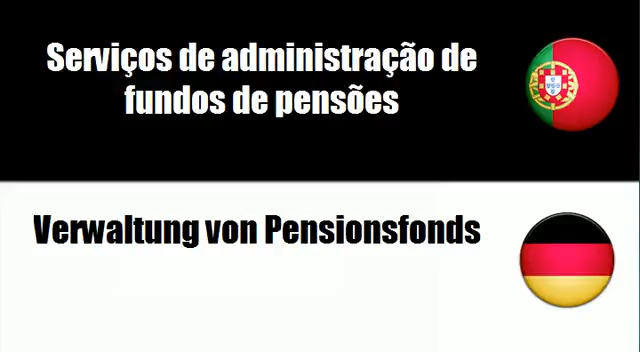 Serviços de administração de
fundos de pensões
Verwaltung von Pensionsfonds